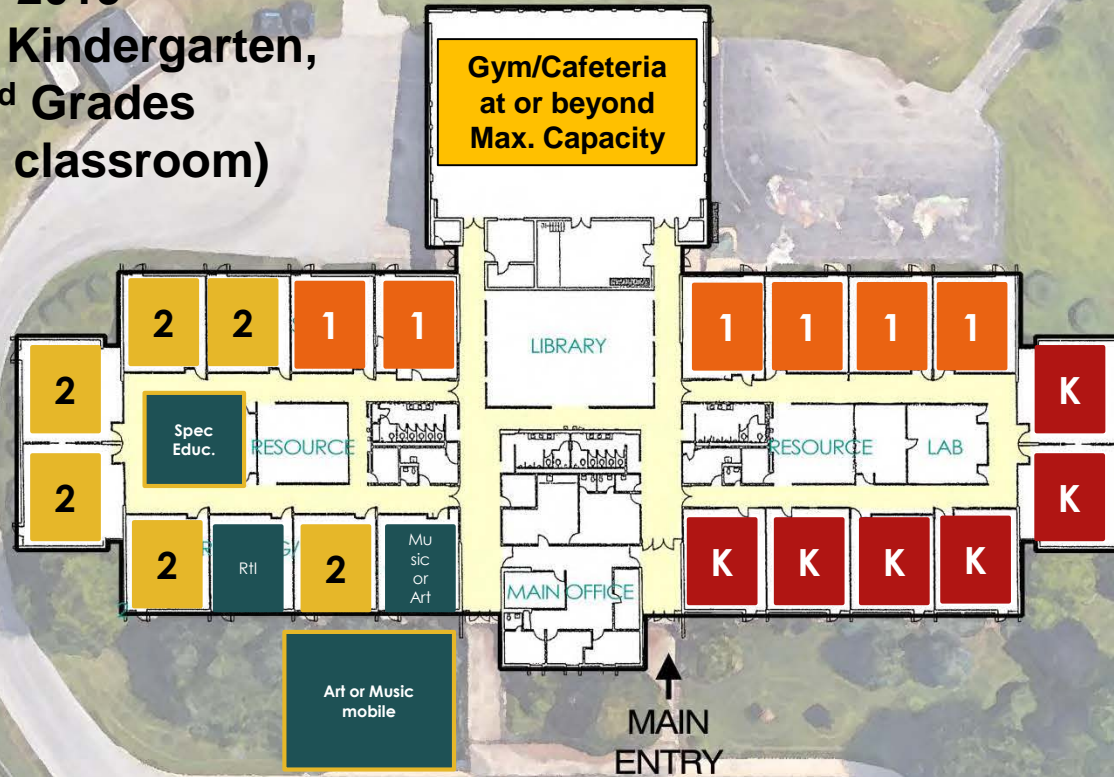 Kindergarten,
d Grades
classroom)
Gym/Cafeteria
at or beyond
Max. Capacity
2 2 1 1
1 1 1 1
LIBRARY
2
K
Spec
Educ.
RESOURCE
RESOURCE
LAB
2
K
2
RtI
2
Mu
sic
or
Art
K K K K
MAIN OFFICE
Art or Music
mobile
MAIN
ENTRY